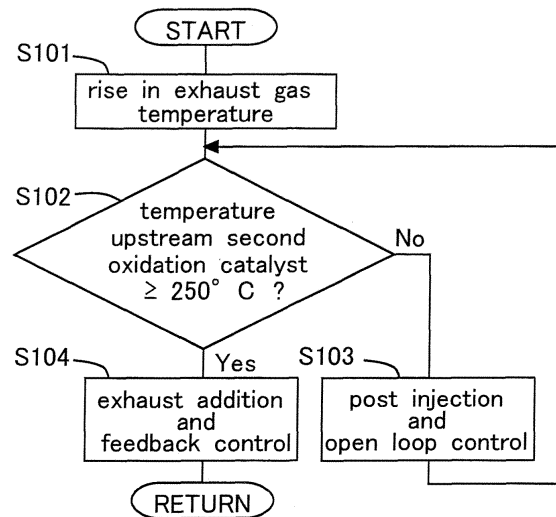 START
S101
rise in exhaust gas
temperature
S102
temperature
upstream second
oxidation catalyst
≥ 250° C ?
No
Yes
S104
exhaust addition
and
feedback control
S103
post injection
and
open loop control
RETURN